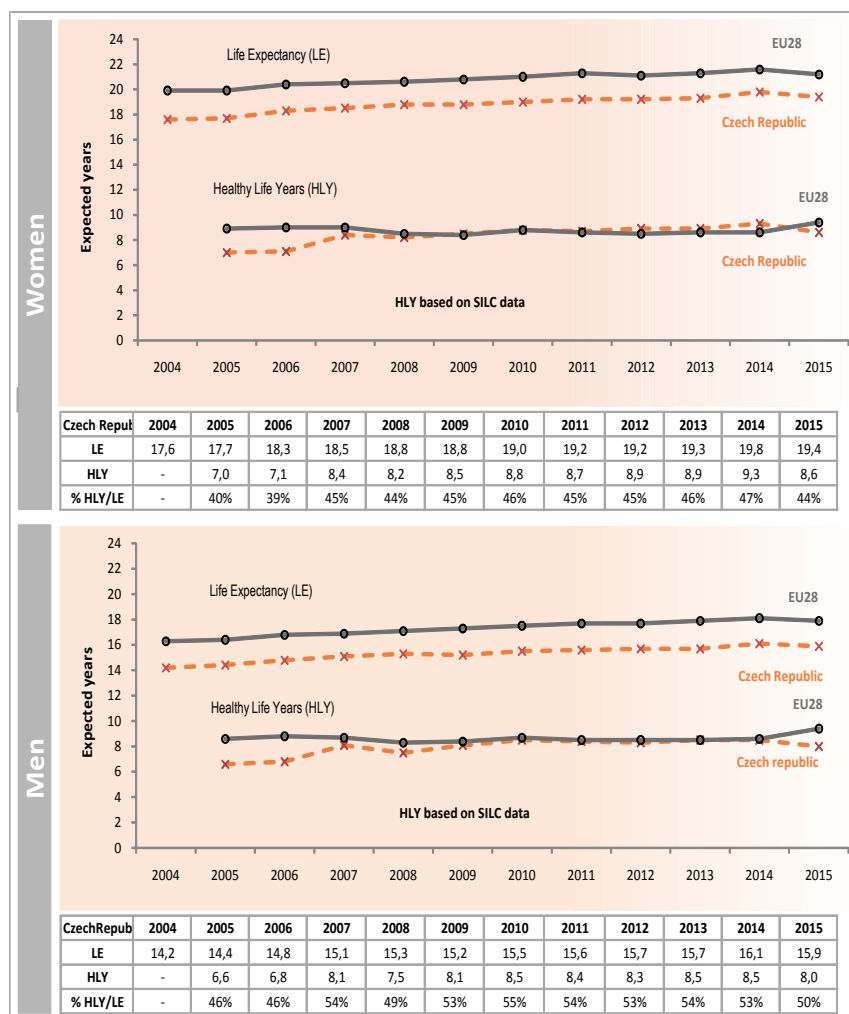 Women
24
22
20
18
16
14
12
10
8
6
4
2
0
Expected years
Life Expectancy (LE)
EU28
Czech Republic
Healthy Life Years (HLY)
EU28
Czech Republic
HLY based on SILC data
2004 2005 2006 2007 2008 2009 2010 2011 2012 2013 2014 2015
Czech Republ 2004 2005 2006 2007 2008 2009 2010 2011 2012 2013 2014 2015
LE 17,6 17,7 18,3 18,5 18,8 18,8 19,0 19,2 19,2 19,3 19,8 19,4
HLY - 7,0 7,1 8,4 8,2 8,5 8,8 8,7 8,9 8,9 9,3 8,6
% HLY/LE - 40% 39% 45% 44% 45% 46% 45% 45% 46% 47% 44%
Men
24
22
20
18
16
14
12
10
8
6
4
2
0
Expected years
Life Expectancy (LE)
EU28
Czech Republic
Healthy Life Years (HLY)
EU28
Czech republic
HLY based on SILC data
2004 2005 2006 2007 2008 2009 2010 2011 2012 2013 2014 2015
CzechRepub 2004 2005 2006 2007 2008 2009 2010 2011 2012 2013 2014 2015
LE 14,2 14,4 14,8 15,1 15,3 15,2 15,5 15,6 15,7 15,7 16,1 15,9
HLY - 6,6 6,8 8,1 7,5 8,1 8,5 8,4 8,3 8,5 8,5 8,0
% HLY/LE - 46% 46% 54% 49% 53% 55% 54% 53% 54% 53% 50%